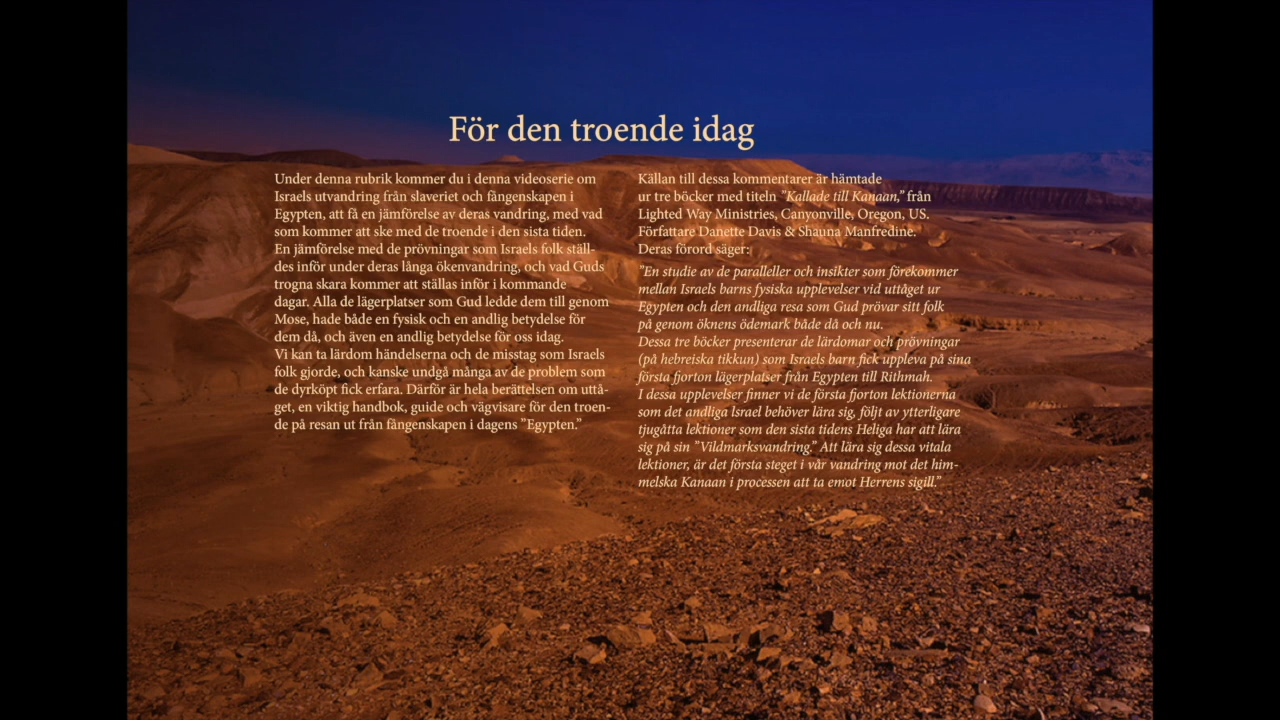 För den troende idag
Under denna rubrik kommer du i denna videoserie om
Israels utvandring från slaveriet och fångenskapen i
Egypten, att få en jämförelse av deras vandring, med vad
som kommer att ske med de troende i den sista tiden.
En jämförelse med de prövningar som Israels folk ställ-
des inför under deras långa ökenvandring, och vad Guds
trogna skara kommer att ställas inför i kommande
dagar. Alla de lägerplatser som Gud ledde dem till genom
Mose, hade både en fysisk och en andlig betydelse för
dem då, och även en andlig betydelse för oss idag.
Vi kan ta lärdom händelserna och de misstag som Israels
folk gjorde, och kanske undgå många av de problem som
de dyrköpt fick erfara. Därför är hela berättelsen om uttå-
get, en viktig handbok, guide och vägvisare för den troen-
de på resan ut från fångenskapen i dagens ”Egypten.”
Källan till dessa kommentarer är hämtade
ur tre böcker med titeln ”Kallade till Kanaan,” från
Lighted Way Ministries, Canyonville, Oregon, US.
Författare Danette Davis & Shauna Manfredine.
Deras förord säger:
”En studie av de paralleller och insikter som förekommer
mellan Israels barns fysiska upplevelser vid uttåget ur
Egypten och den andliga resa som Gud prövar sitt folk
på genom öknens ödemark både då och nu.
Dessa tre böcker presenterar de lärdomar och prövningar
(på hebreiska tikkun) som Israels barn fick uppleva på sina
första fjorton lägerplatser från Egypten till Rithmah.
I dessa upplevelser finner vi de första fjorton lektionerna
som det andliga Israel behöver lära sig, följt av ytterligare
tjugåtta lektioner som den sista tidens Heliga har att lära
sig på sin ”Vildmarksvandring.” Att lära sig dessa vitala
lektioner, är det första steget i vår vandring mot det him-
melska Kanaan i processen att ta emot Herrens sigill.”